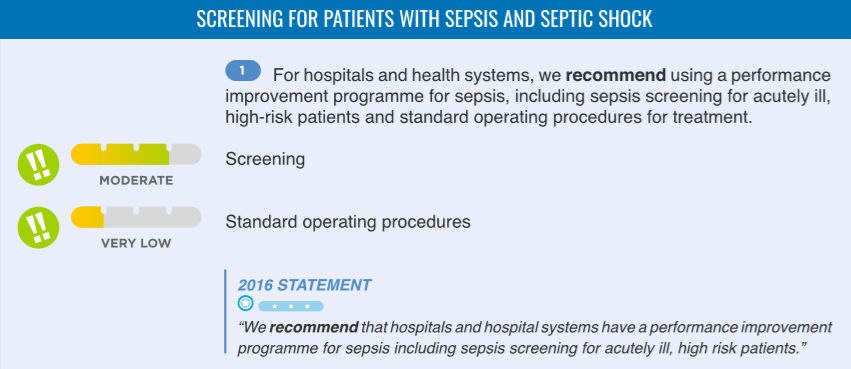 SCREENING FOR PATIENTS WITH SEPSIS AND SEPTIC SHOCK
1 For hospitals and health systems, we recommend using a performance
improvement programme for sepsis, including sepsis screening for acutely ill,
high-risk patients and standard operating procedures for treatment.
!! MODERATE
Screening
!! VERY LOW
Standard operating procedures
2016 STATEMENT
“We recommend that hospitals and hospital systems have a performance improvement
programme for sepsis including sepsis screening for acutely ill, high risk patients.”